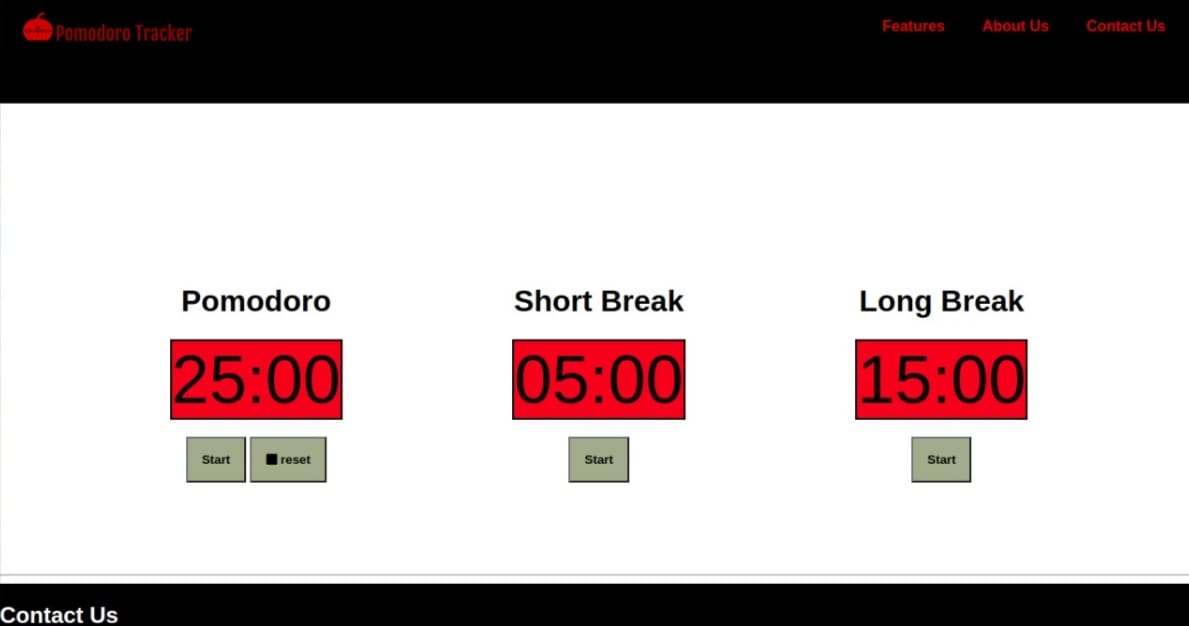 Pomodoro Tracker
Features About Us Contact Us
Pomodoro Short Break Long Break
25:00 05:00 15:00
Start reset Start Start
Contact Us